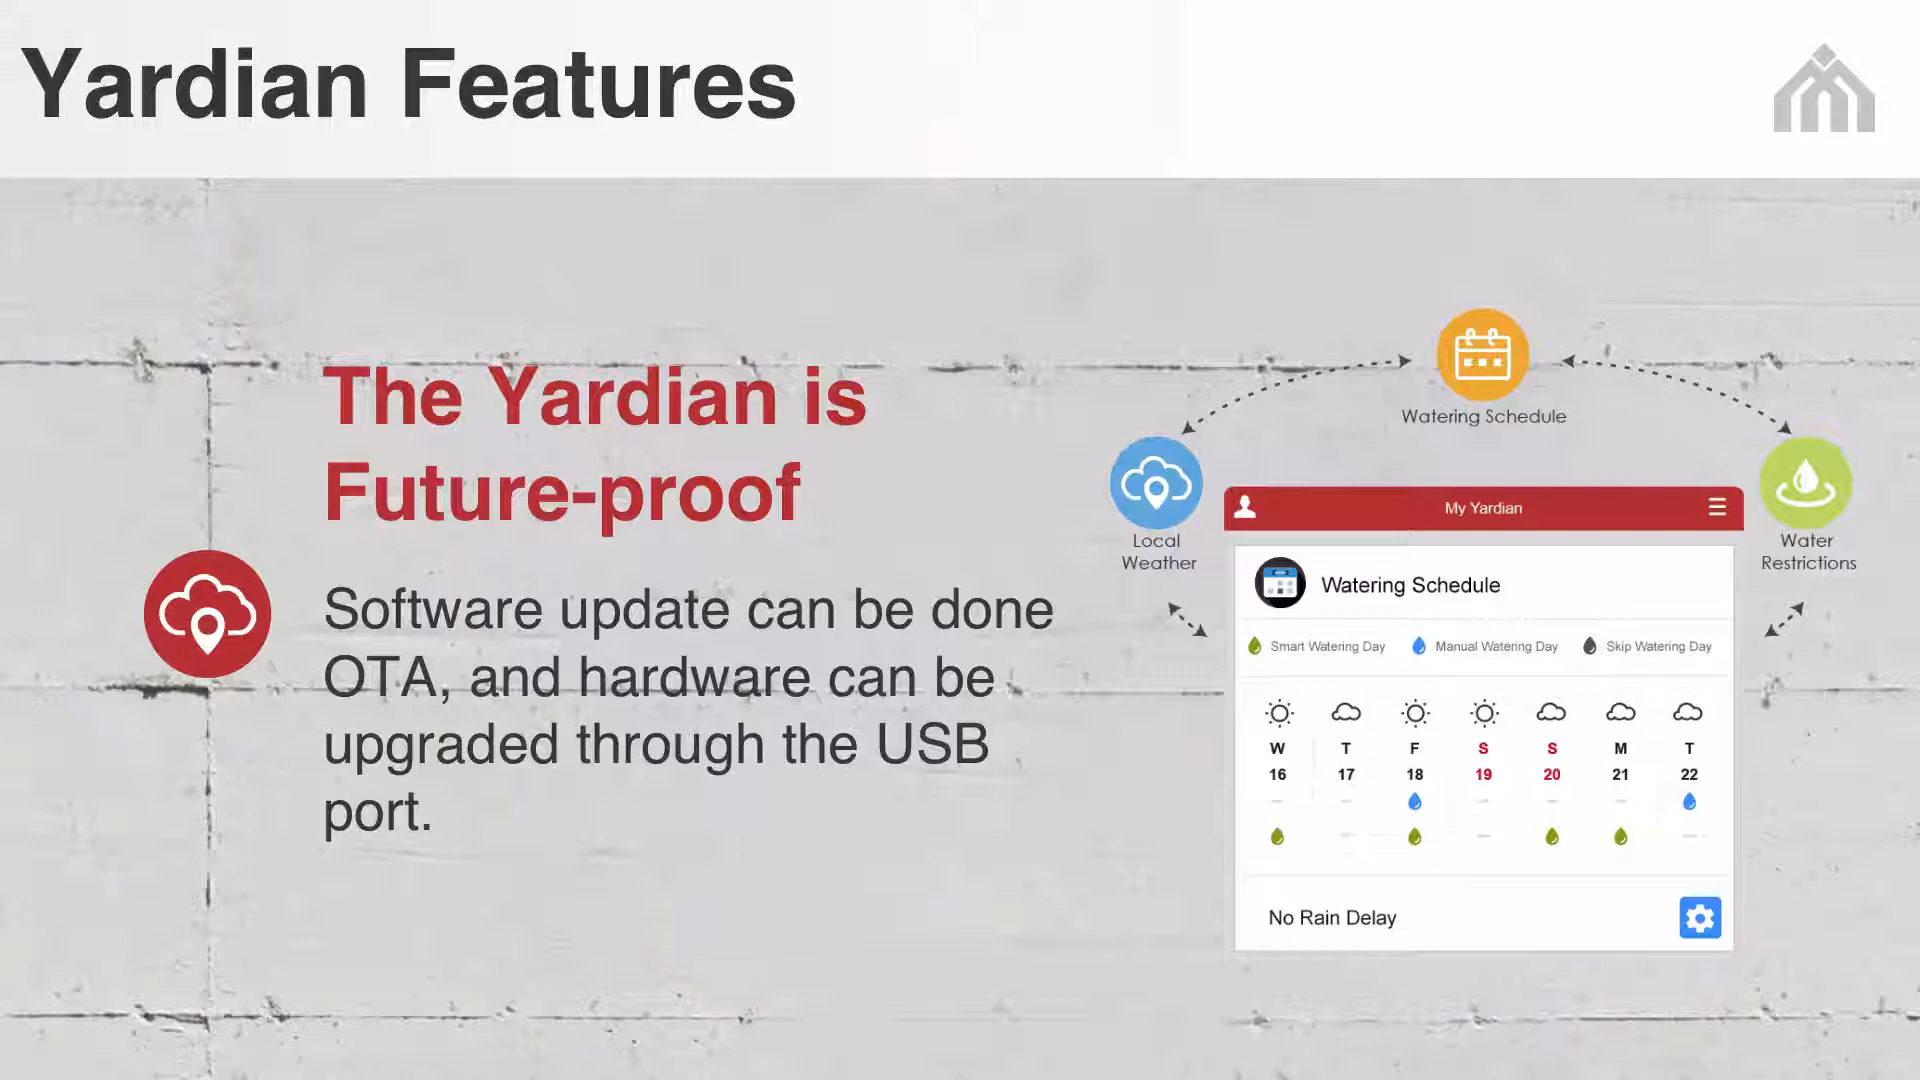 Yardian Features
The Yardian is
Future-proof
Software update can be done
OTA, and hardware can be
upgraded through the USB
port.
Watering Schedule
Local
Weather
Water
Restrictions
My Yardian
Watering Schedule
Smart Watering Day Manual Watering Day Skip Watering Day
W T F S S M T
16 17 18 19 20 21 22
No Rain Delay